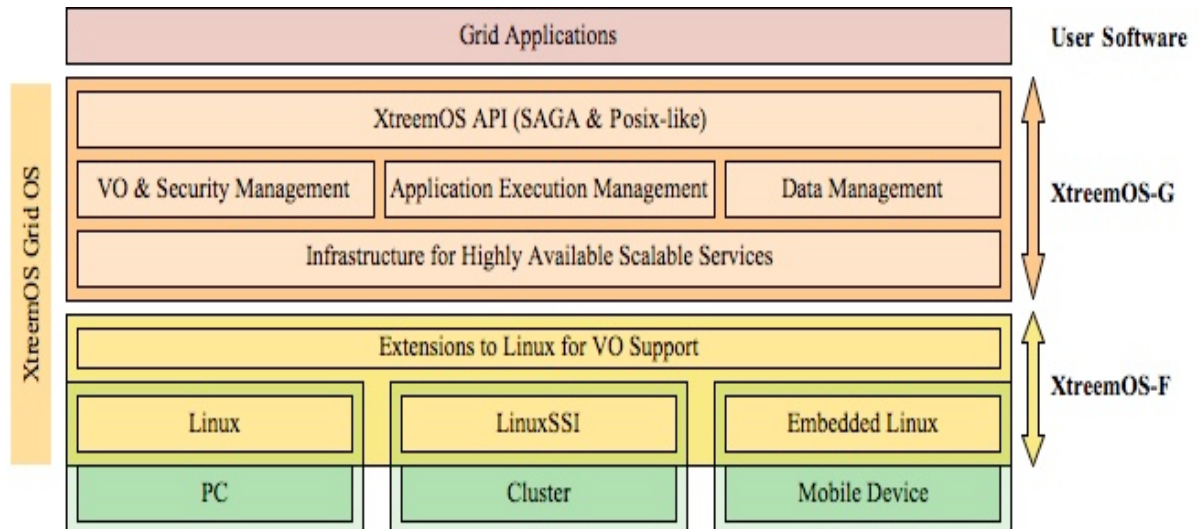 Grid Applications
User Software
XtreemOS Grid OS
XtreemOS API (SAGA & Posix-like)
VO & Security Management
Application Execution Management
Data Management
XtreemOS-G
Infrastructure for Highly Available Scalable Services
Extensions to Linux for VO Support
XtreemOS-F
Linux
LinuxSSI
Embedded Linux
PC
Cluster
Mobile Device